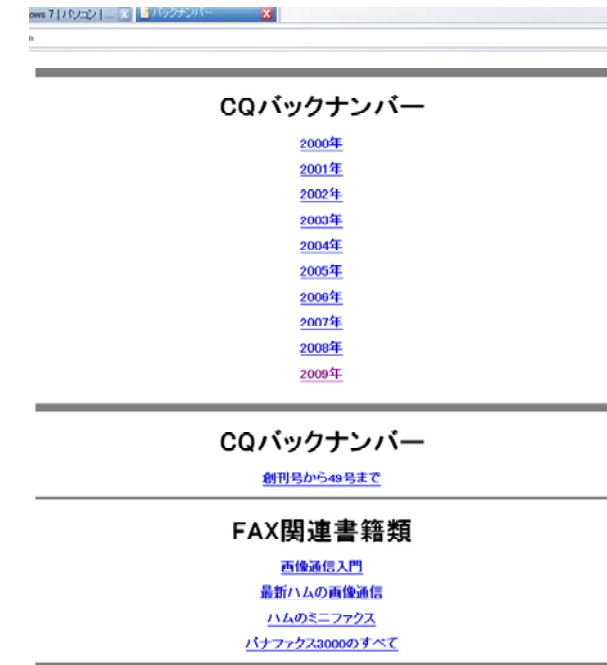 ows 7 | パソコン | ...
バックナンバー
CQバックナンバー
2000年
2001年
2002年
2003年
2004年
2005年
2006年
2007年
2008年
2009年
CQバックナンバー
創刊号から49号まで
FAX関連書籍類
画像通信入門
最新ハムの画像通信
ハムのミニファクス
パナファクス3000のすべて